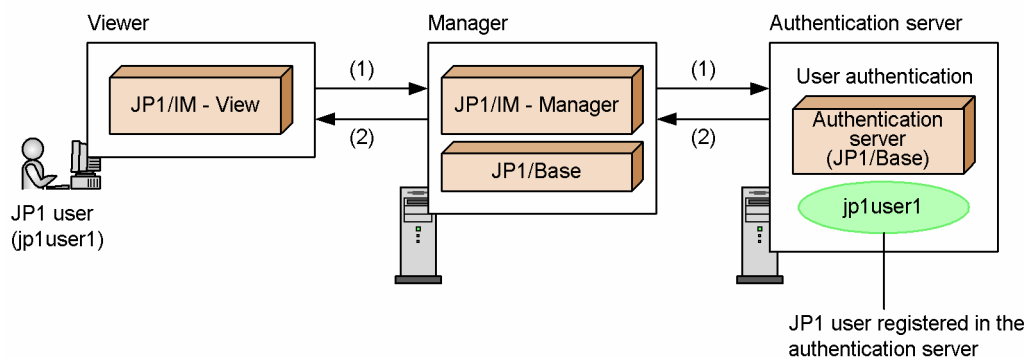 Viewer
Manager
Authentication server
JP1/IM - View
(1)
(2)
JP1/IM - Manager
JP1/Base
(1)
(2)
User authentication
Authentication
server
(JP1/Base)
jp1user1
JP1 user
(jp1user1)
JP1 user registered in the
authentication server